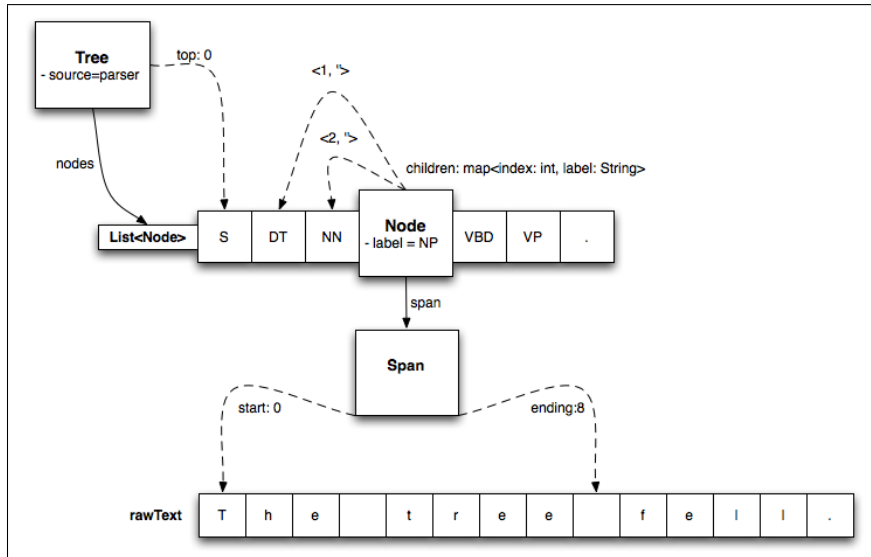 Tree
- source=parser
top: 0
<1, ''>
<2, ''>
nodes
children: map<index: int, label: String>
List<Node> S DT NN Node VBD VP .
- label = NP
span
Span
start: 0 ending:8
rawText T h e t r e e f e l l .